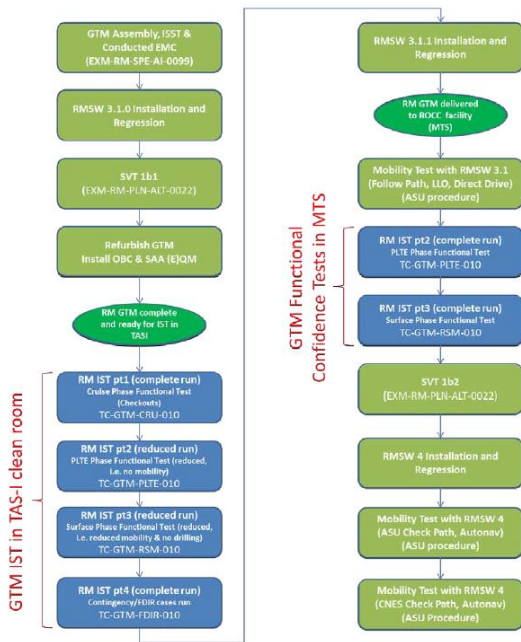 GTM Assembly, ISST &
Conducted EMC
(EXM-RM-SPE-AI-0099)
RMSW 3.1.0 Installation and
Regression
SVT 1b1
(EXM-RM-PLN-ALT-0022)
Refurbish GTM
Install OBC & SAA (E)QM
RM GTM complete
and ready for IST in
TASI
GTM IST in TAS-I clean room
RM IST pt1 (complete run)
Cruise Phase Functional Test
(Checkouts)
TC-GTM-CRU-010
RM IST pt2 (reduced run)
PLTE Phase Functional Test (reduced,
i.e. no mobility)
TC-GTM-PLTE-010
RM IST pt3 (reduced run)
Surface Phase Functional Test (reduced,
i.e. reduced mobility & no drilling)
TC-GTM-RSM-010
RM IST pt4 (complete run)
Contingency/FDIR cases run
TC-GTM-FDIR-010
RMSW 3.1.1 Installation and
Regression
RM GTM delivered
to ROCC facility
(MTS)
Mobility Test with RMSW 3.1
(Follow Path, LLO, Direct Drive)
(ASU procedure)
GTM Functional
Confidence Tests in MTS
RM IST pt2 (complete run)
PLTE Phase Functional Test
TC-GTM-PLTE-010
RM IST pt3 (complete run)
Surface Phase Functional Test
TC-GTM-RSM-010
SVT 1b2
(EXM-RM-PLN-ALT-0022)
RMSW 4 Installation and
Regression
Mobility Test with RMSW 4
(ASU Check Path, Autonav)
(ASU procedure)
Mobility Test with RMSW 4
(CNES Check Path, Autonav)
(ASU Procedure)